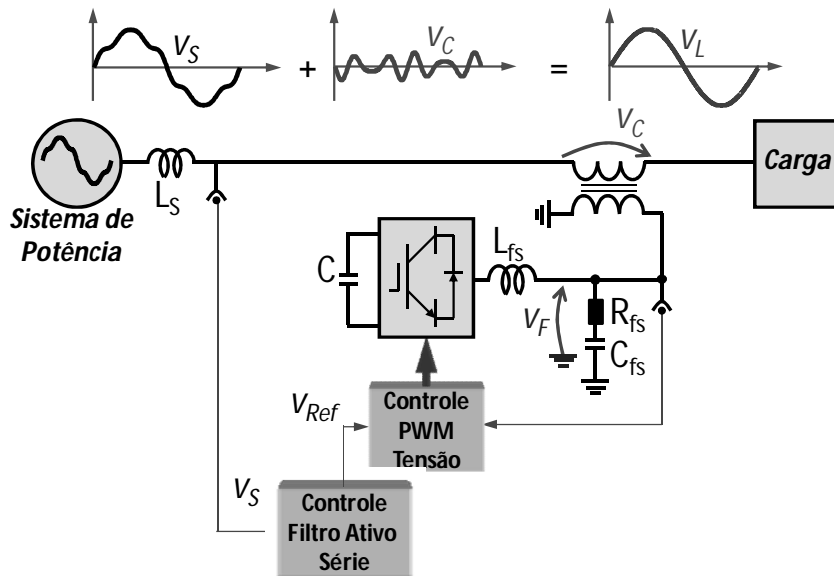 v_S
+
v_C
=
v_L
v_C
Carga
L_S
Sistema de
Potência
C
L_fs
v_F
R_fs
C_fs
v_Ref
Controle
PWM
Tensão
v_S
Controle
Filtro Ativo
Série